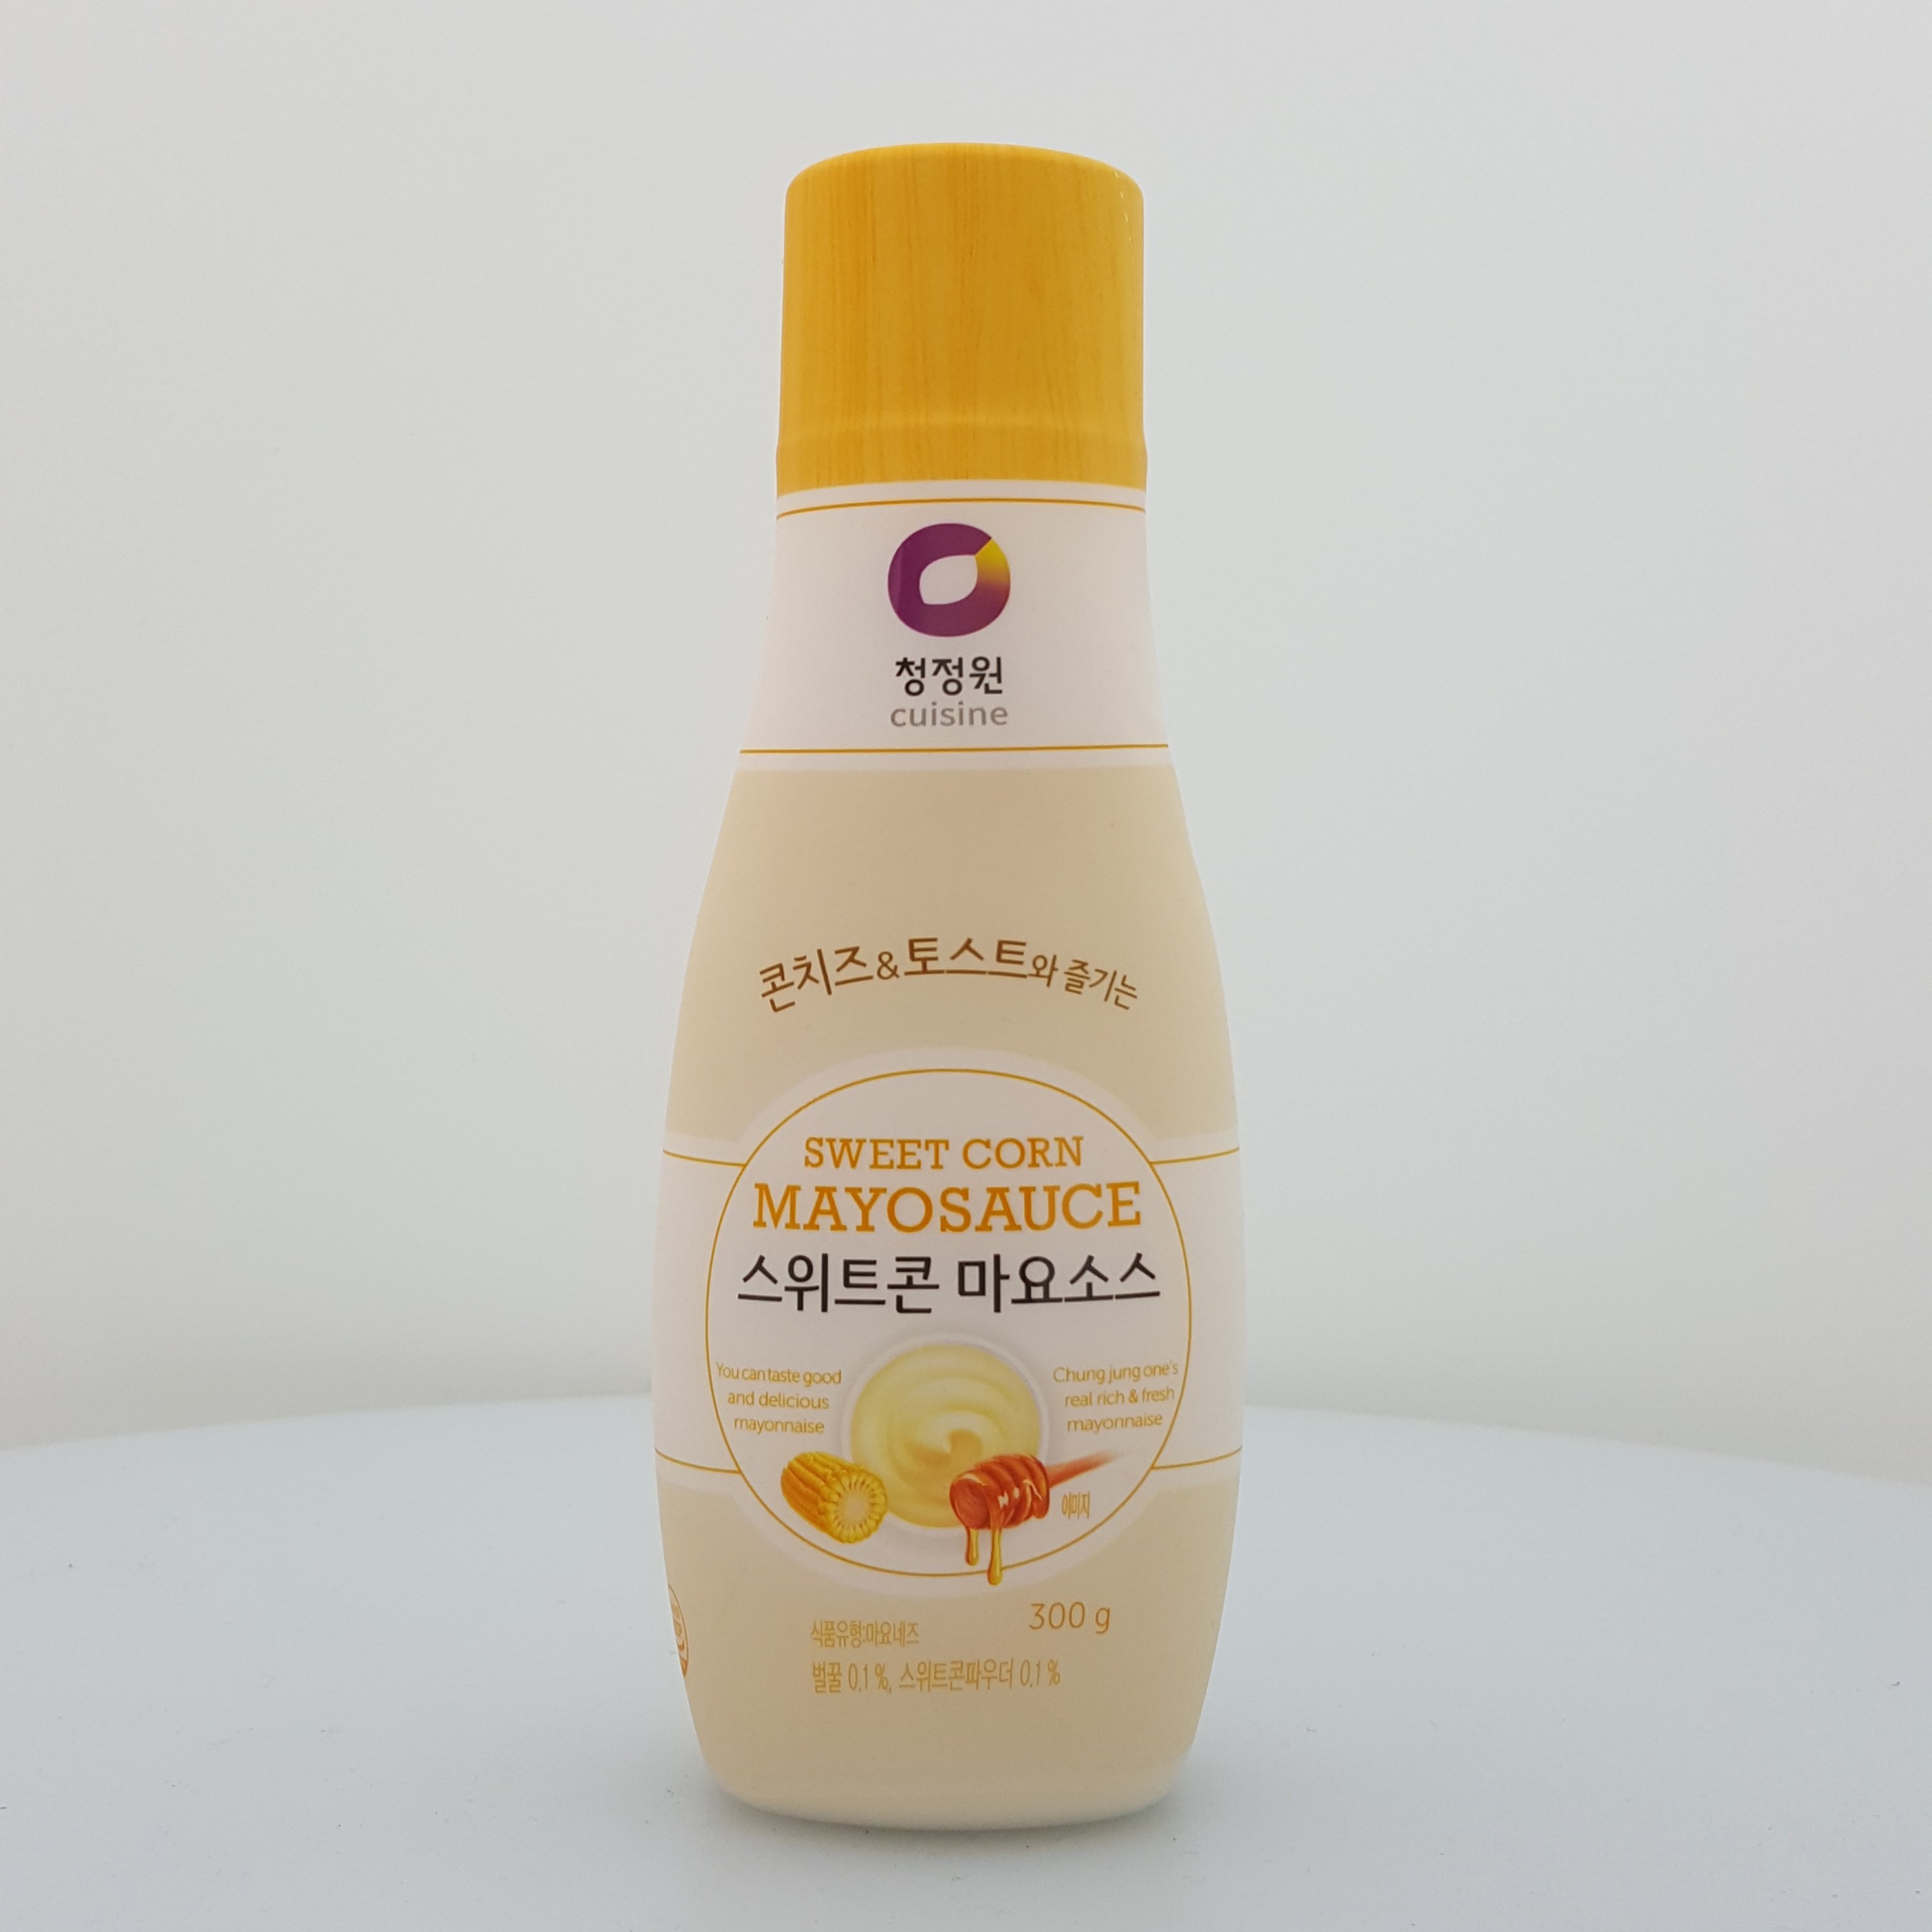 청정원
cuisine
콘치즈&토스트와 즐기는
SWEET CORN
MAYOSAUCE
스위트콘 마요소스
You can taste good
and delicious
mayonnaise
Chung jung one's
real rich & fresh
mayonnaise
이미지
300 g
식품유형:마요네즈
벌꿀 0.1 %, 스위트콘파우더 0.1 %